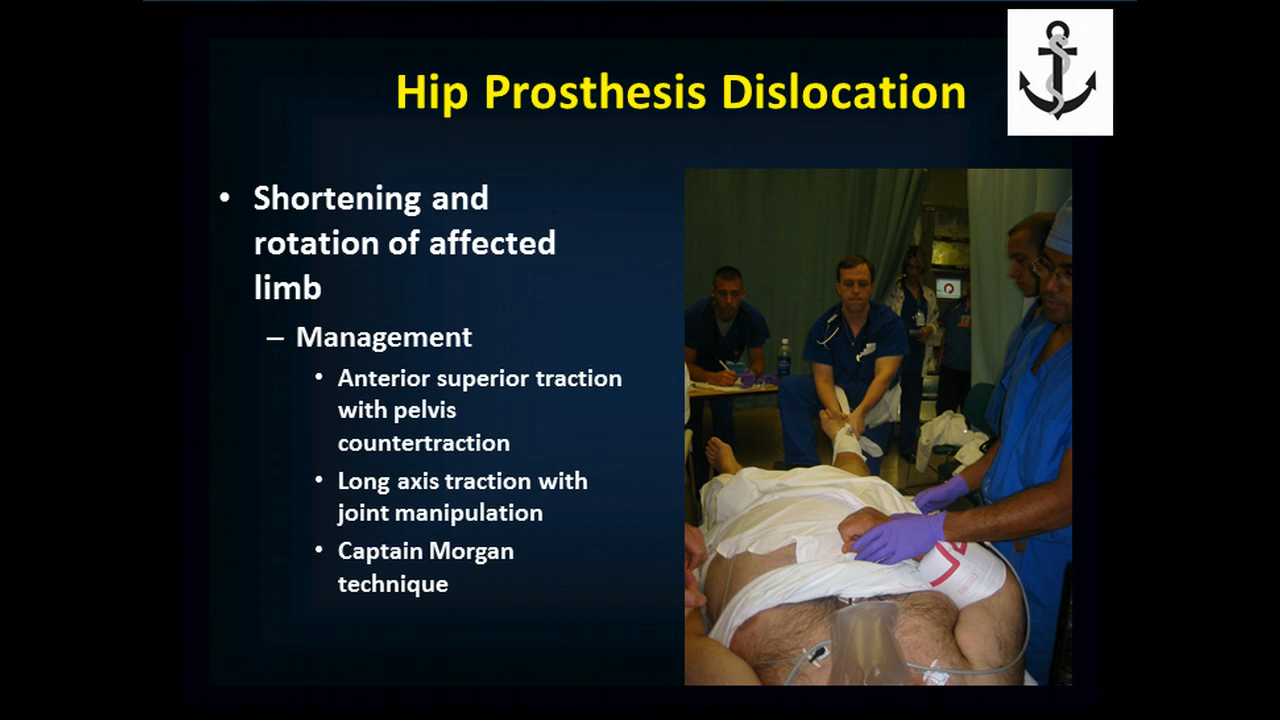 Hip Prosthesis Dislocation
• Shortening and
rotation of affected
limb
– Management
• Anterior superior traction
with pelvis
countertraction
• Long axis traction with
joint manipulation
• Captain Morgan
technique